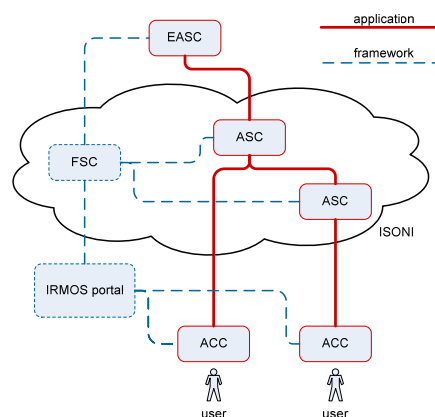 application
EASC
framework
ASC
FSC
ASC
ISONI
IRMOS portal
ACC
ACC
user
user